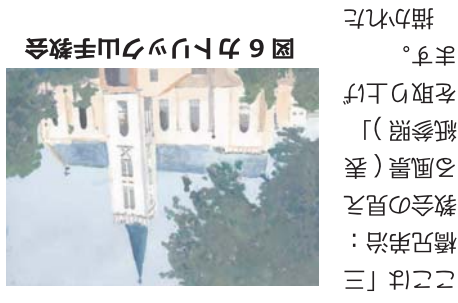 ここは「三
橋兄弟治：
教会の見え
る風景(表
紙参照)」
を取り上げ
ます。
描かれた
図 6 カトリック山手教会